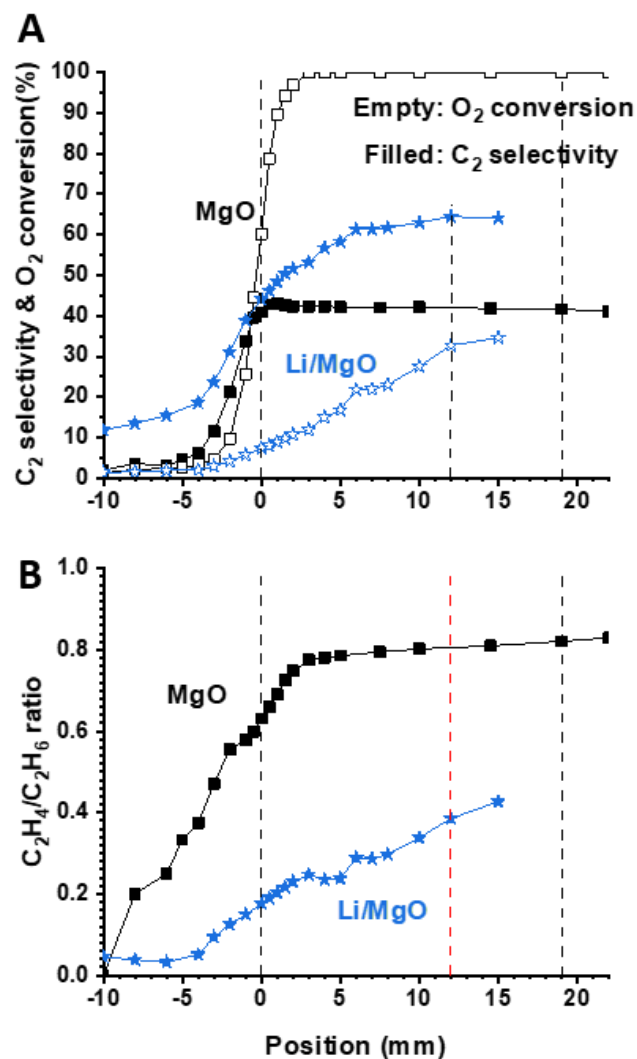 A
C₂ selectivity & O₂ conversion(%)
100
90
80
70
60
50
40
30
20
10
0
Empty: O₂ conversion
Filled: C₂ selectivity
MgO
Li/MgO
-10 -5 0 5 10 15 20
B
C₂H₄/C₂H₆ ratio
1.0
0.8
0.6
0.4
0.2
0.0
MgO
Li/MgO
-10 -5 0 5 10 15 20
Position (mm)